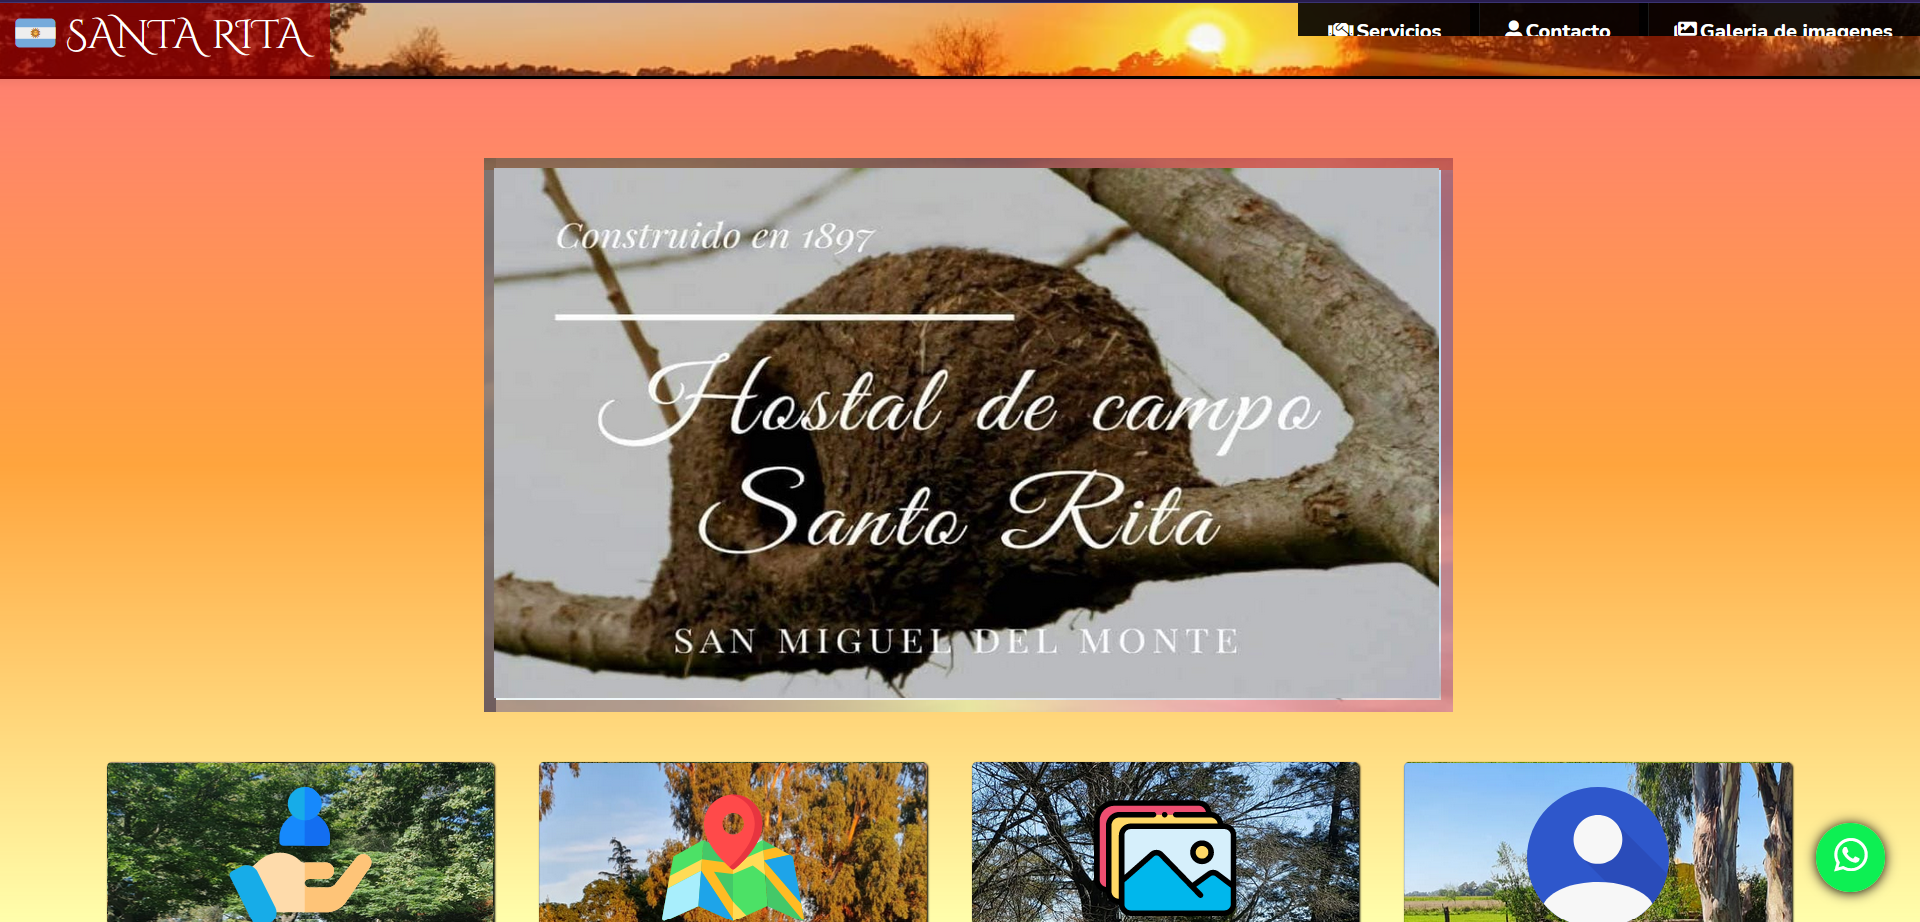 SANTA RITA
Servicios
Contacto
Galeria de imagenes
Construido en 1897
Hostal de campo
Santo Rita
SAN MIGUEL DEL MONTE